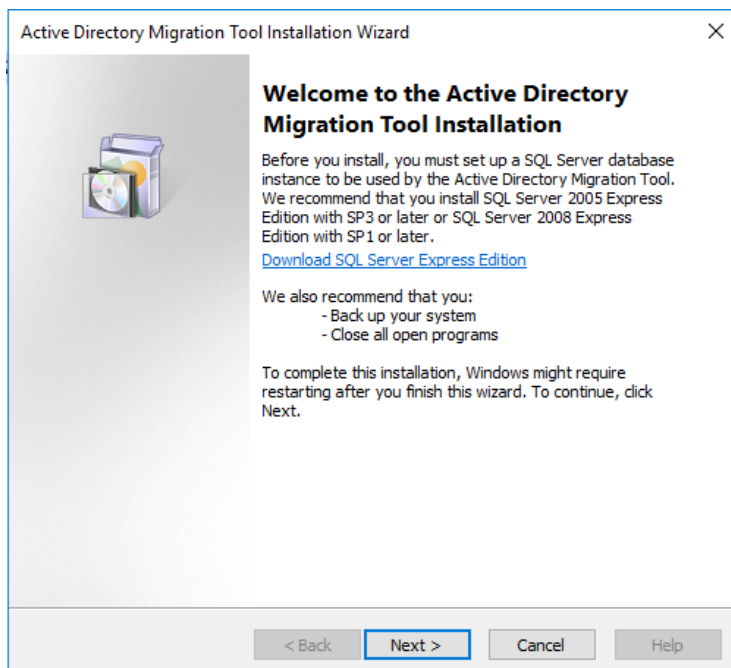 Active Directory Migration Tool Installation Wizard
Welcome to the Active Directory
Migration Tool Installation
Before you install, you must set up a SQL Server database
instance to be used by the Active Directory Migration Tool.
We recommend that you install SQL Server 2005 Express
Edition with SP3 or later or SQL Server 2008 Express
Edition with SP1 or later.
Download SQL Server Express Edition
We also recommend that you:
- Back up your system
- Close all open programs
To complete this installation, Windows might require
restarting after you finish this wizard. To continue, click
Next.
< Back Next > Cancel Help